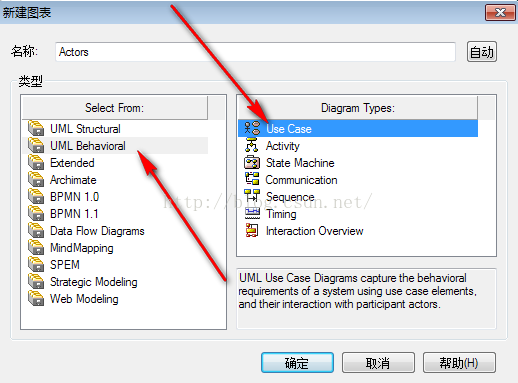 新建图表
名称: Actors 自动
类型
Select From: Diagram Types:
UML Structural
UML Behavioral
Extended
Archimate
BPMN 1.0
BPMN 1.1
Data Flow Diagrams
MindMapping
SPEM
Strategic Modeling
Web Modeling
Use Case
Activity
State Machine
Communication
Sequence
Timing
Interaction Overview
http://blog.csdn.net/
UML Use Case Diagrams capture the behavioral
requirements of a system using use case elements,
and their interaction with participant actors.
确定 取消 帮助(H)